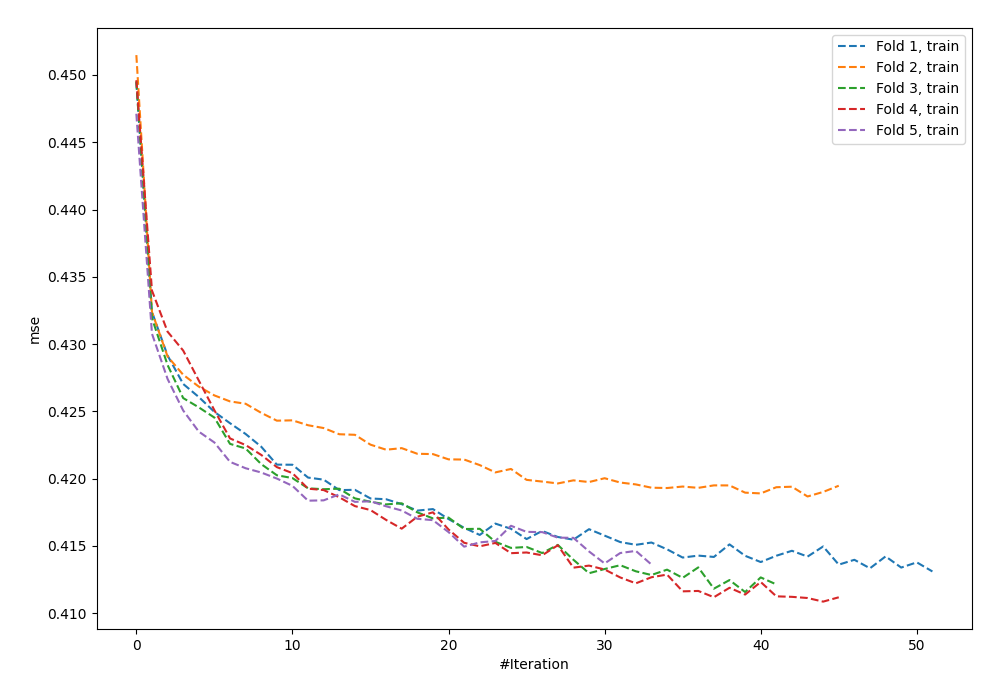 Fold 1, train
Fold 2, train
Fold 3, train
Fold 4, train
Fold 5, train
0.450
0.445
0.440
0.435
0.430
0.425
0.420
0.415
0.410
mse
0 10 20 30 40 50
#Iteration